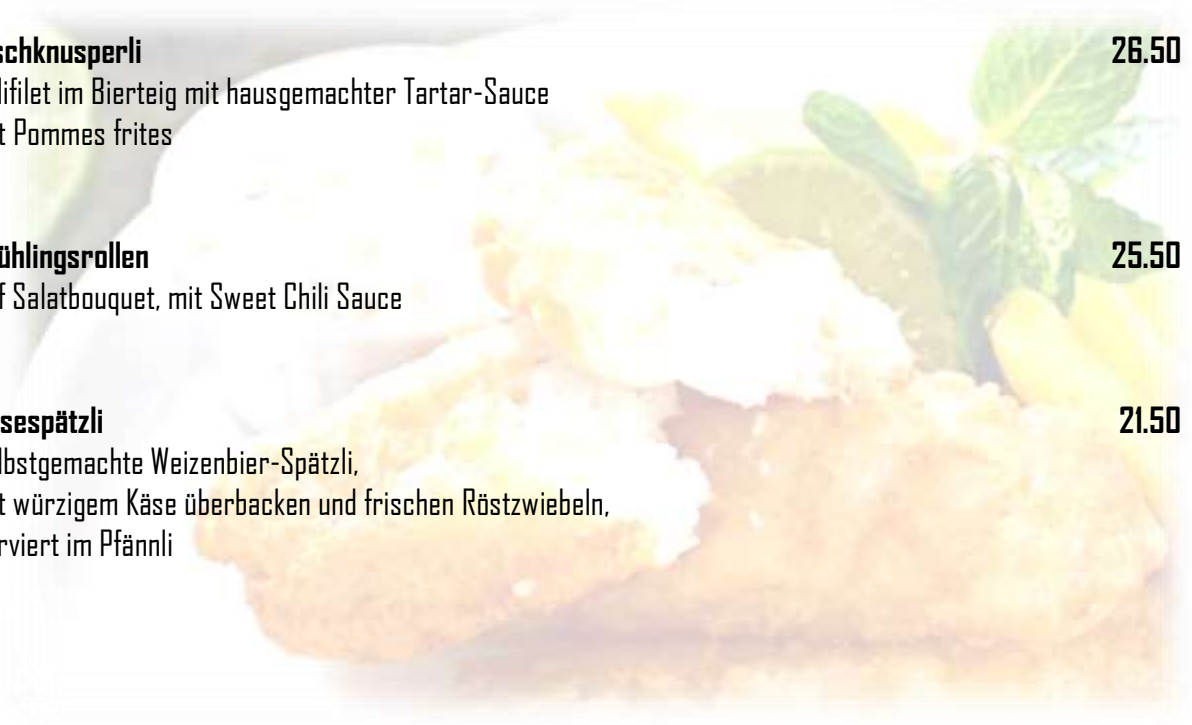 schknusperli 26.50
lifilet im Bierteig mit hausgemachter Tartar-Sauce
t Pommes frites
ühlingsrollen 25.50
f Salatbouquet, mit Sweet Chili Sauce
sespätzli 21.50
lbstgemachte Weizenbier-Spätzli,
t würzigem Käse überbacken und frischen Röstzwiebeln,
rviert im Pfännli